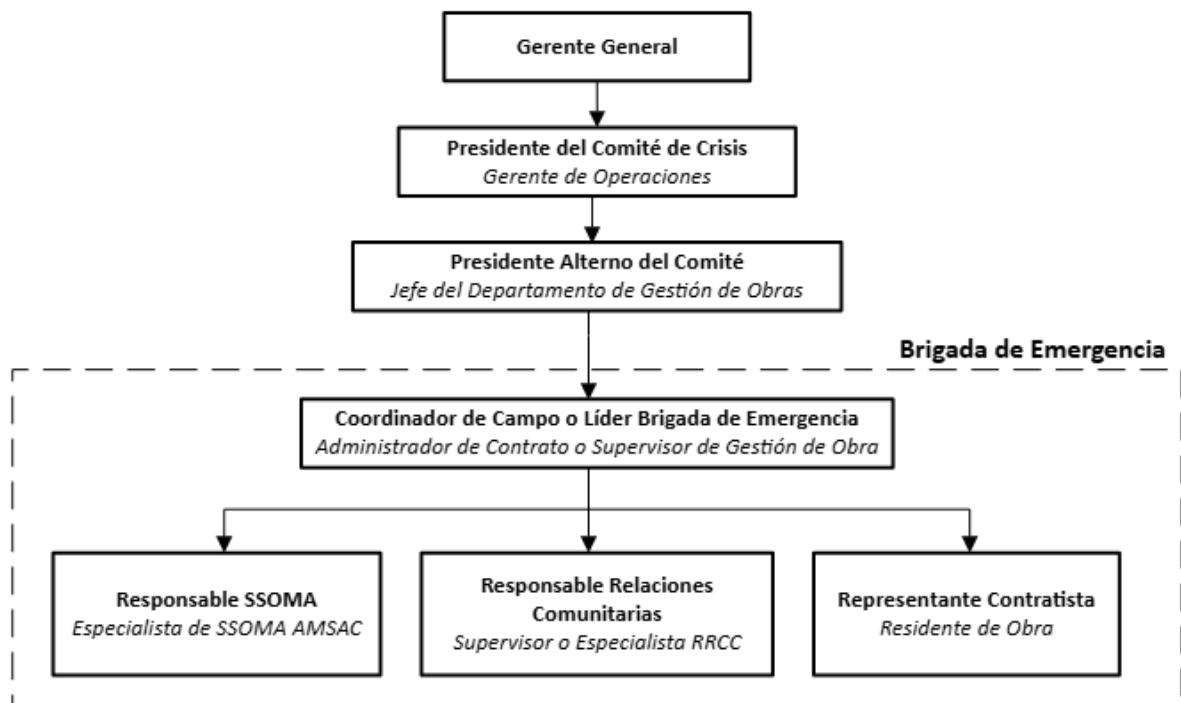 Gerente General
Presidente del Comité de Crisis
Gerente de Operaciones
Presidente Alterno del Comité
Jefe del Departamento de Gestión de Obras
Brigada de Emergencia
Coordinador de Campo o Líder Brigada de Emergencia
Administrador de Contrato o Supervisor de Gestión de Obra
Responsable SSOMA
Especialista de SSOMA AMSAC
Responsable Relaciones
Comunitarias
Supervisor o Especialista RRCC
Representante Contratista
Residente de Obra